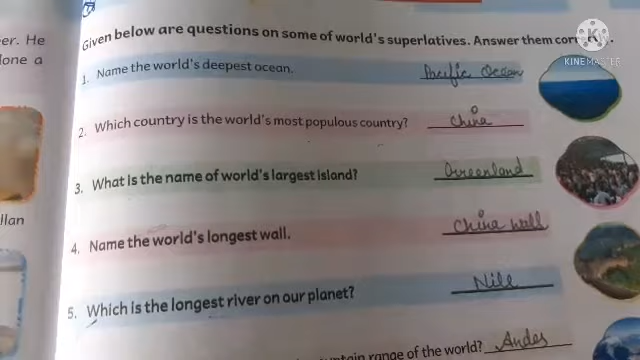 er. He
lone a
Given below are questions on some of world's superlatives. Answer them
KINEMASTER
1. Name the world's deepest ocean. Pacific Ocean
2. Which country is the world's most populous country? China
3. What is the name of world's largest island? Greenland
llan
4. Name the world's longest wall. China wall
5. Which is the longest river on our planet? Nile
range of the world? Andes